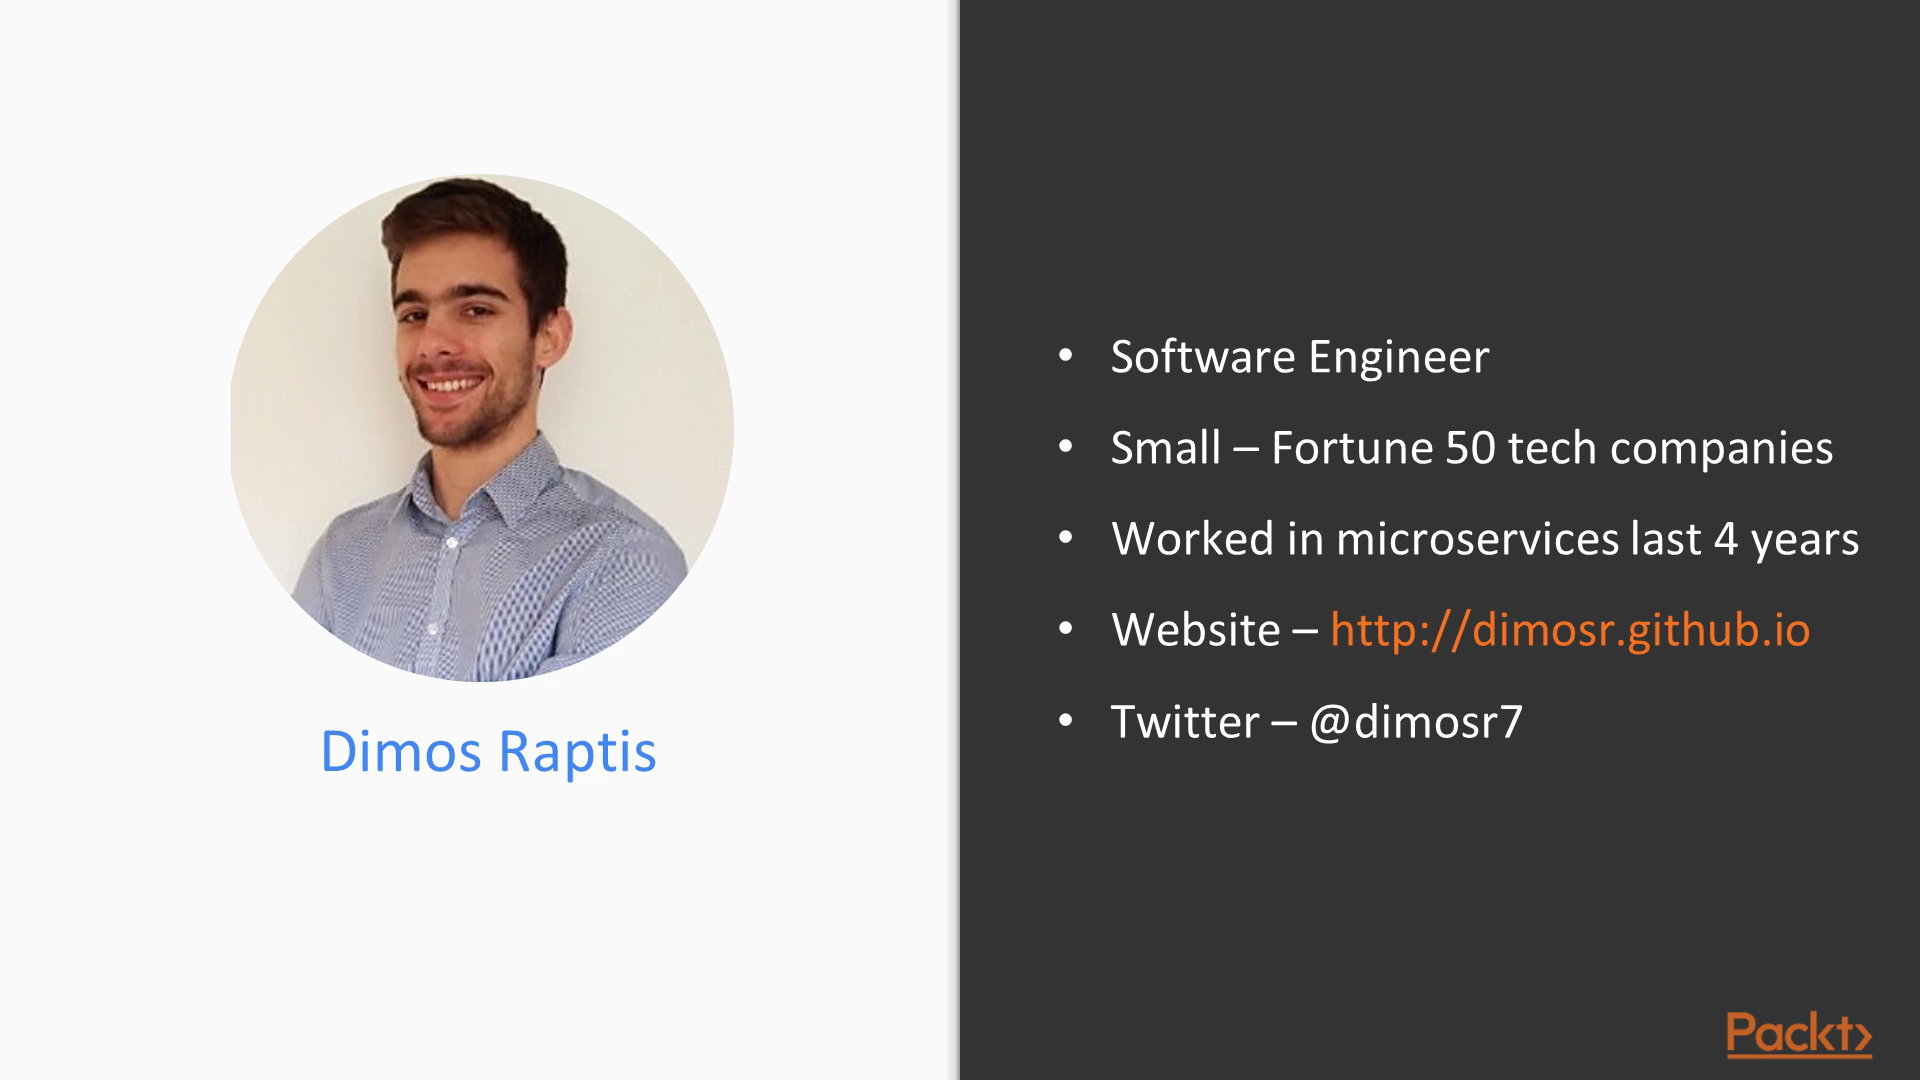 Dimos Raptis
• Software Engineer
• Small – Fortune 50 tech companies
• Worked in microservices last 4 years
• Website – http://dimosr.github.io
• Twitter – @dimosr7
Packt>